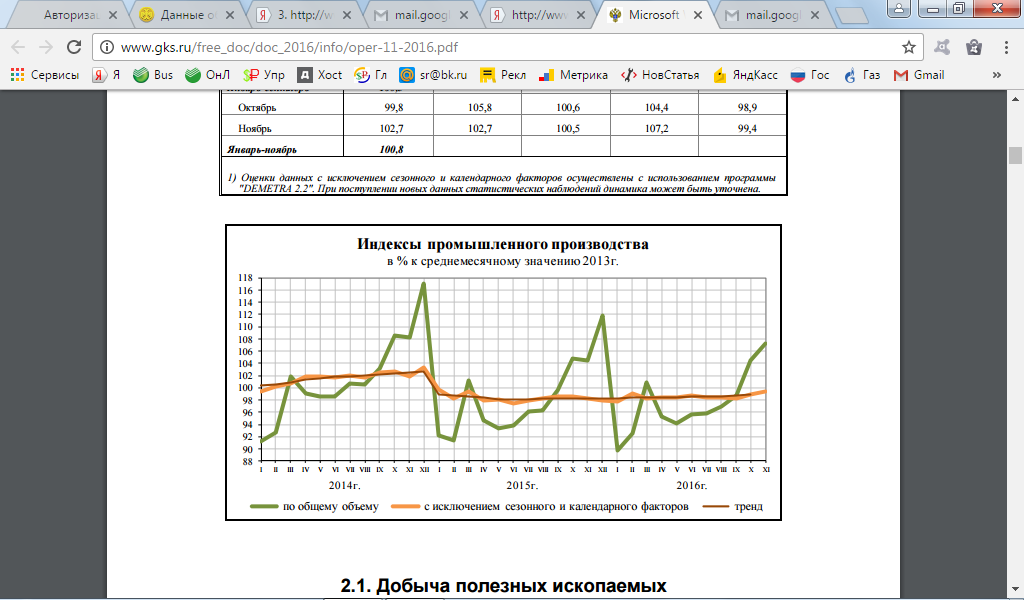 Авториза
Данные о
3. http://w
mail.googl
http://www
Microsoft
mail.googl
www.gks.ru/free_doc/doc_2016/info/oper-11-2016.pdf
Сервисы Я Bus ОнЛ Упр Хост Гл sr@bk.ru Рекл Метрика НовСтатья ЯндКасс Гос Газ Gmail »
Октябрь 99,8 105,8 100,6 104,4 98,9
Ноябрь 102,7 102,7 100,5 107,2 99,4
Январь-ноябрь 100,8
1) Оценки данных с исключением сезонного и календарного факторов осуществлены с использованием программы
"DEMETRA 2.2". При поступлении новых данных статистических наблюдений динамика может быть уточнена.
Индексы промышленного производства
в % к среднемесячному значению 2013г.
118
116
114
112
110
108
106
104
102
100
98
96
94
92
90
88
I II III IV V VI VII VIII IX X XI XII I II III IV V VI VII VIII IX X XI XII I II III IV V VI VII VIII IX X XI
2014г. 2015г. 2016г.
по общему объему с исключением сезонного и календарного факторов тренд
2.1. Добыча полезных ископаемых